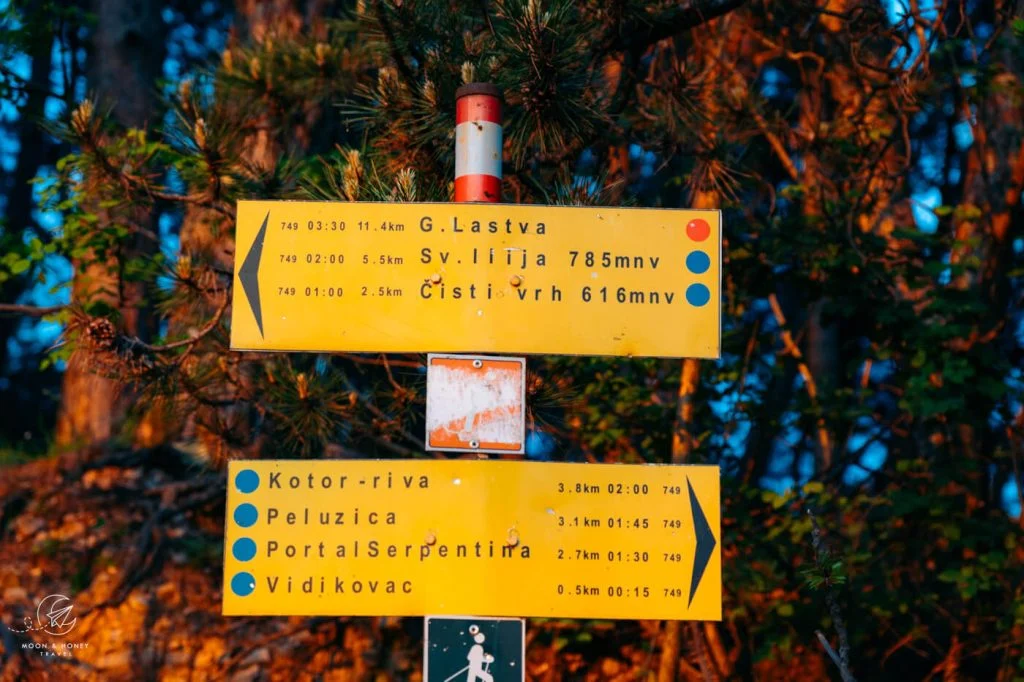 749 03:30 11.4km G.Lastva
749 02:00 5.5km Sv.Ilija 785mnv
749 01:00 2.5km Čisti vrh 616mnv
Kotor-riva 3.8km 02:00 749
Peluzica 3.1km 01:45 749
PortalSerpentina 2.7km 01:30 749
Vidikovac 0.5km 00:15 749
MOON & HONEY
TRAVEL